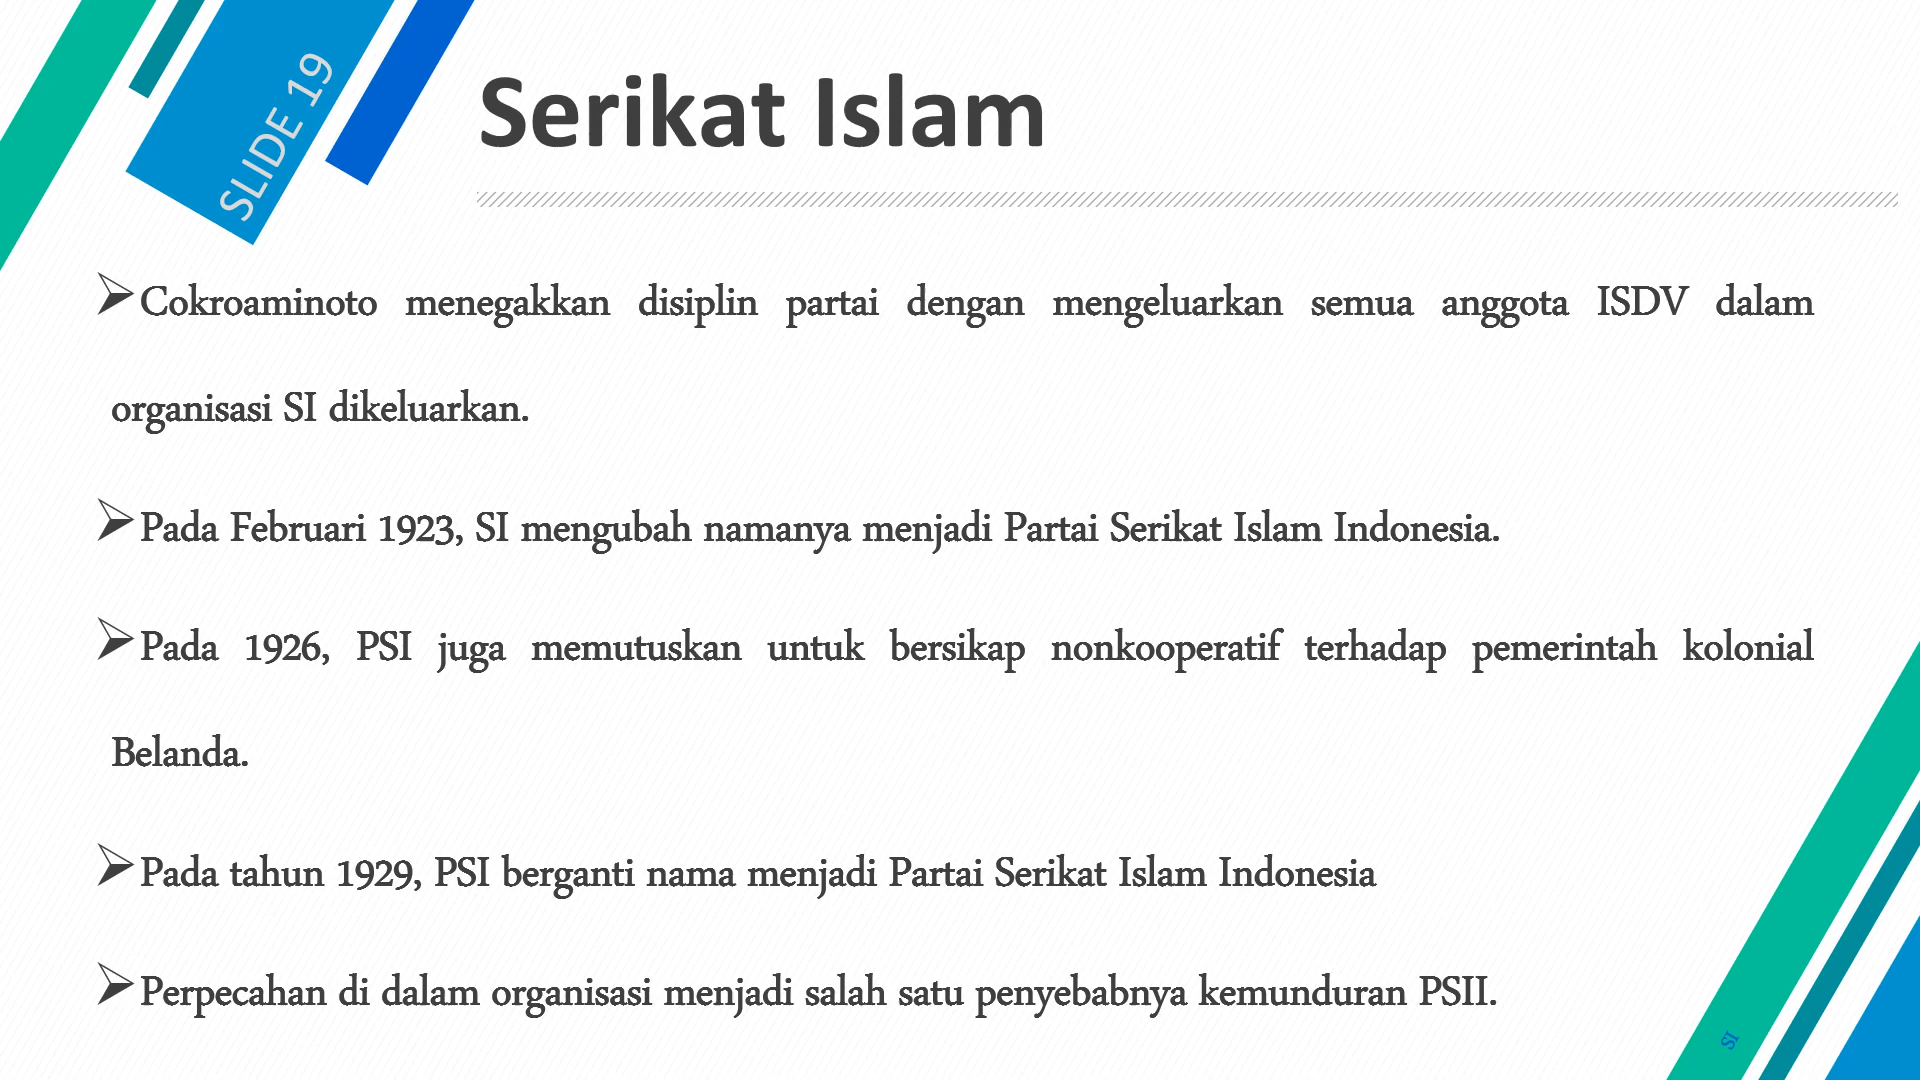 SLIDE 19
Serikat Islam
➢Cokroaminoto menegakkan disiplin partai dengan mengeluarkan semua anggota ISDV dalam
organisasi SI dikeluarkan.
➢Pada Februari 1923, SI mengubah namanya menjadi Partai Serikat Islam Indonesia.
➢Pada 1926, PSI juga memutuskan untuk bersikap nonkooperatif terhadap pemerintah kolonial
Belanda.
➢Pada tahun 1929, PSI berganti nama menjadi Partai Serikat Islam Indonesia
➢Perpecahan di dalam organisasi menjadi salah satu penyebabnya kemunduran PSII.
SI